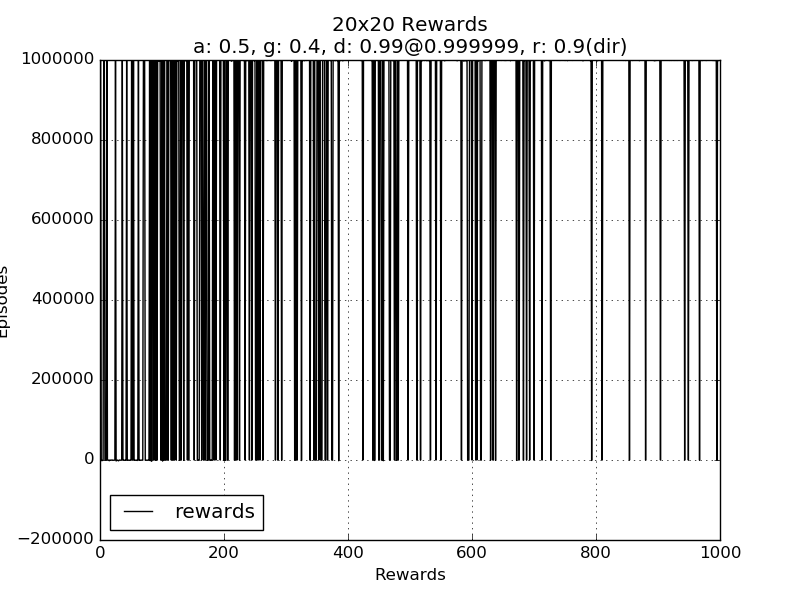 20x20 Rewards
a: 0.5, g: 0.4, d: 0.99@0.999999, r: 0.9(dir)
1000000
800000
600000
400000
200000
0
−200000
Episodes
rewards
0 200 400 600 800 1000
Rewards